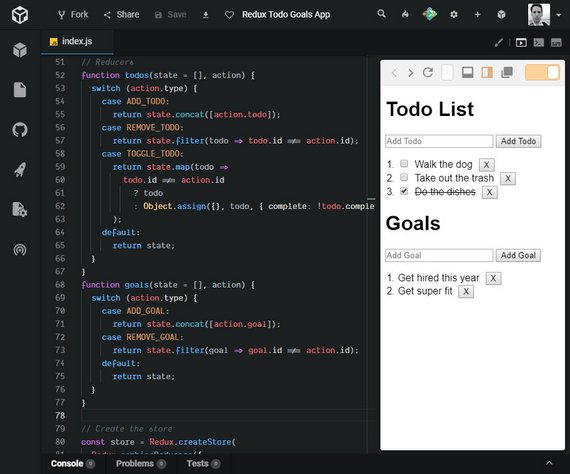 Fork Share Save Redux Todo Goals App
index.js
51 // Reducers
52 function todos(state = [], action) {
53 switch (action.type) {
54 case ADD_TODO:
55 return state.concat([action.todo]);
56 case REMOVE_TODO:
57 return state.filter(todo => todo.id !== action.id);
58 case TOGGLE_TODO:
59 return state.map(todo =>
60 todo.id !== action.id
61 ? todo
62 : Object.assign({}, todo, { complete: !todo.comple
63 );
64 default:
65 return state;
66 }
67 }
68 function goals(state = [], action) {
69 switch (action.type) {
70 case ADD_GOAL:
71 return state.concat([action.goal]);
72 case REMOVE_GOAL:
73 return state.filter(goal => goal.id !== action.id);
74 default:
75 return state;
76 }
77 }
78
79 // Create the store
80 const store = Redux.createStore(
81 Redux.combineReducers({
Console 0 Problems 0 Tests 0
Todo List
Add Todo Add Todo
1. Walk the dog X
2. Take out the trash X
3. Do the dishes X
Goals
Add Goal Add Goal
1. Get hired this year X
2. Get super fit X